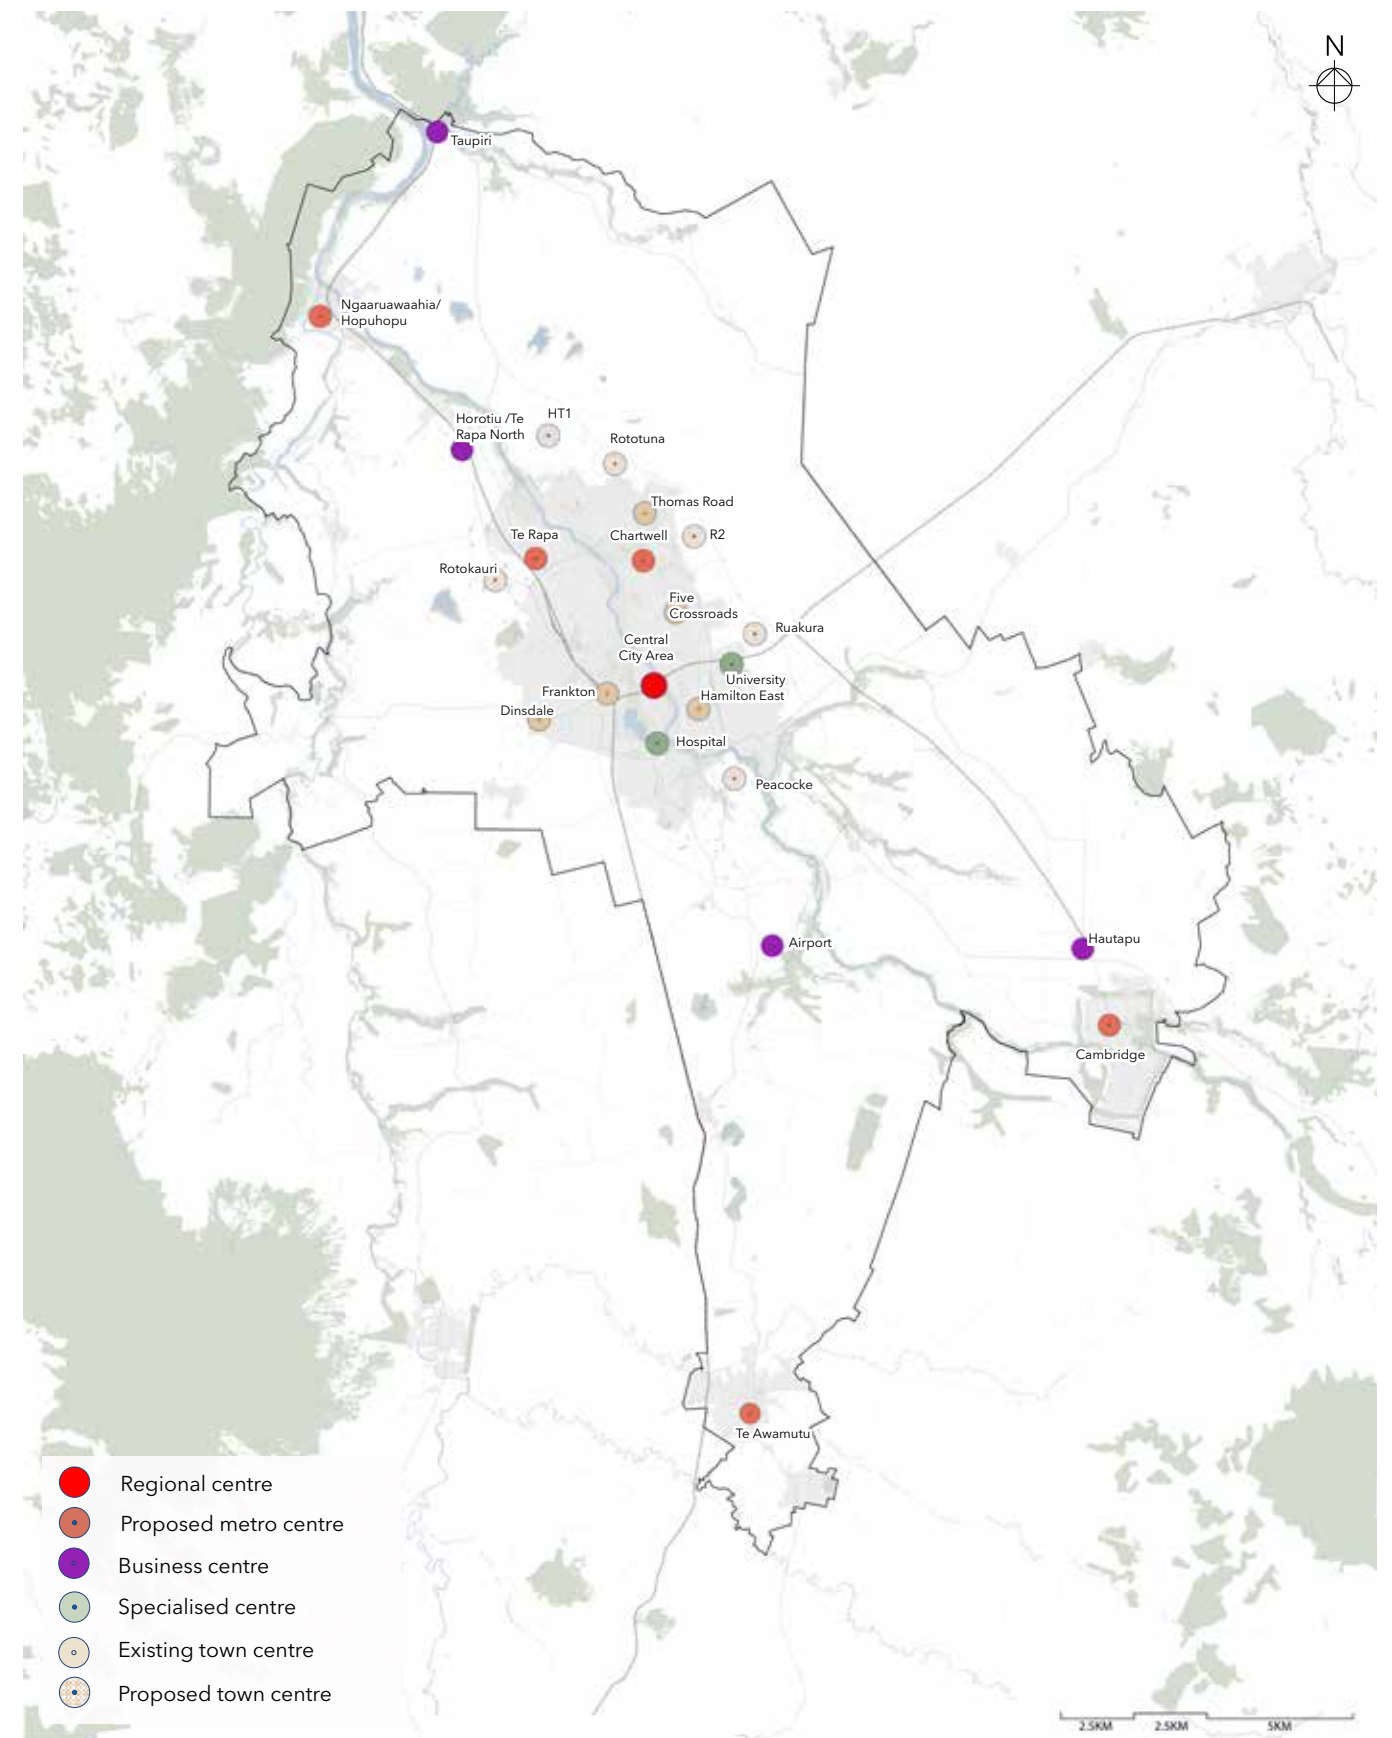 N
Taupiri
Ngaaruawaahia/
Hopuhopu
HT1
Horotiu /Te
Rapa North
Rototuna
Thomas Road
Te Rapa
Chartwell
R2
Rotokauri
Five
Crossroads
Ruakura
Central
City Area
University
Frankton
Hamilton East
Dinsdale
Hospital
Peacocke
Airport
Hautapu
Cambridge
Te Awamutu
Regional centre
Proposed metro centre
Business centre
Specialised centre
Existing town centre
Proposed town centre
2.5KM 2.5KM 5KM